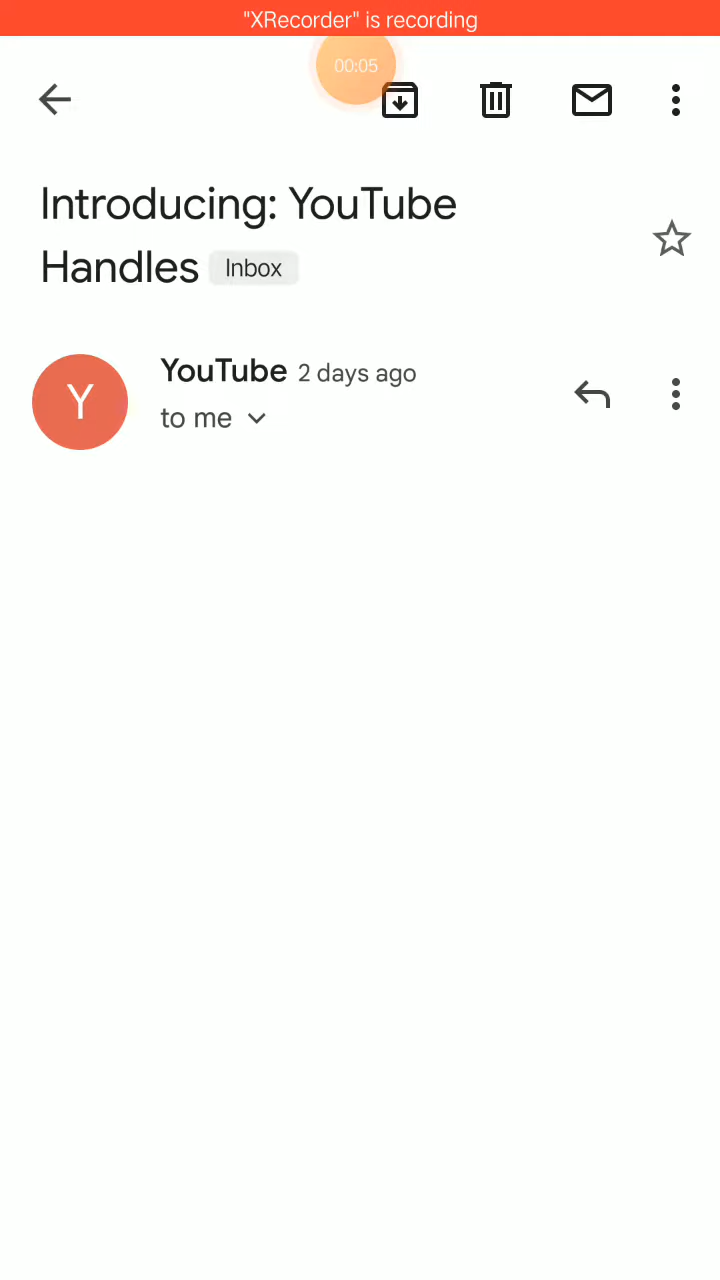 "XRecorder" is recording
00:05
Introducing: YouTube
Handles Inbox
Y
YouTube 2 days ago
to me